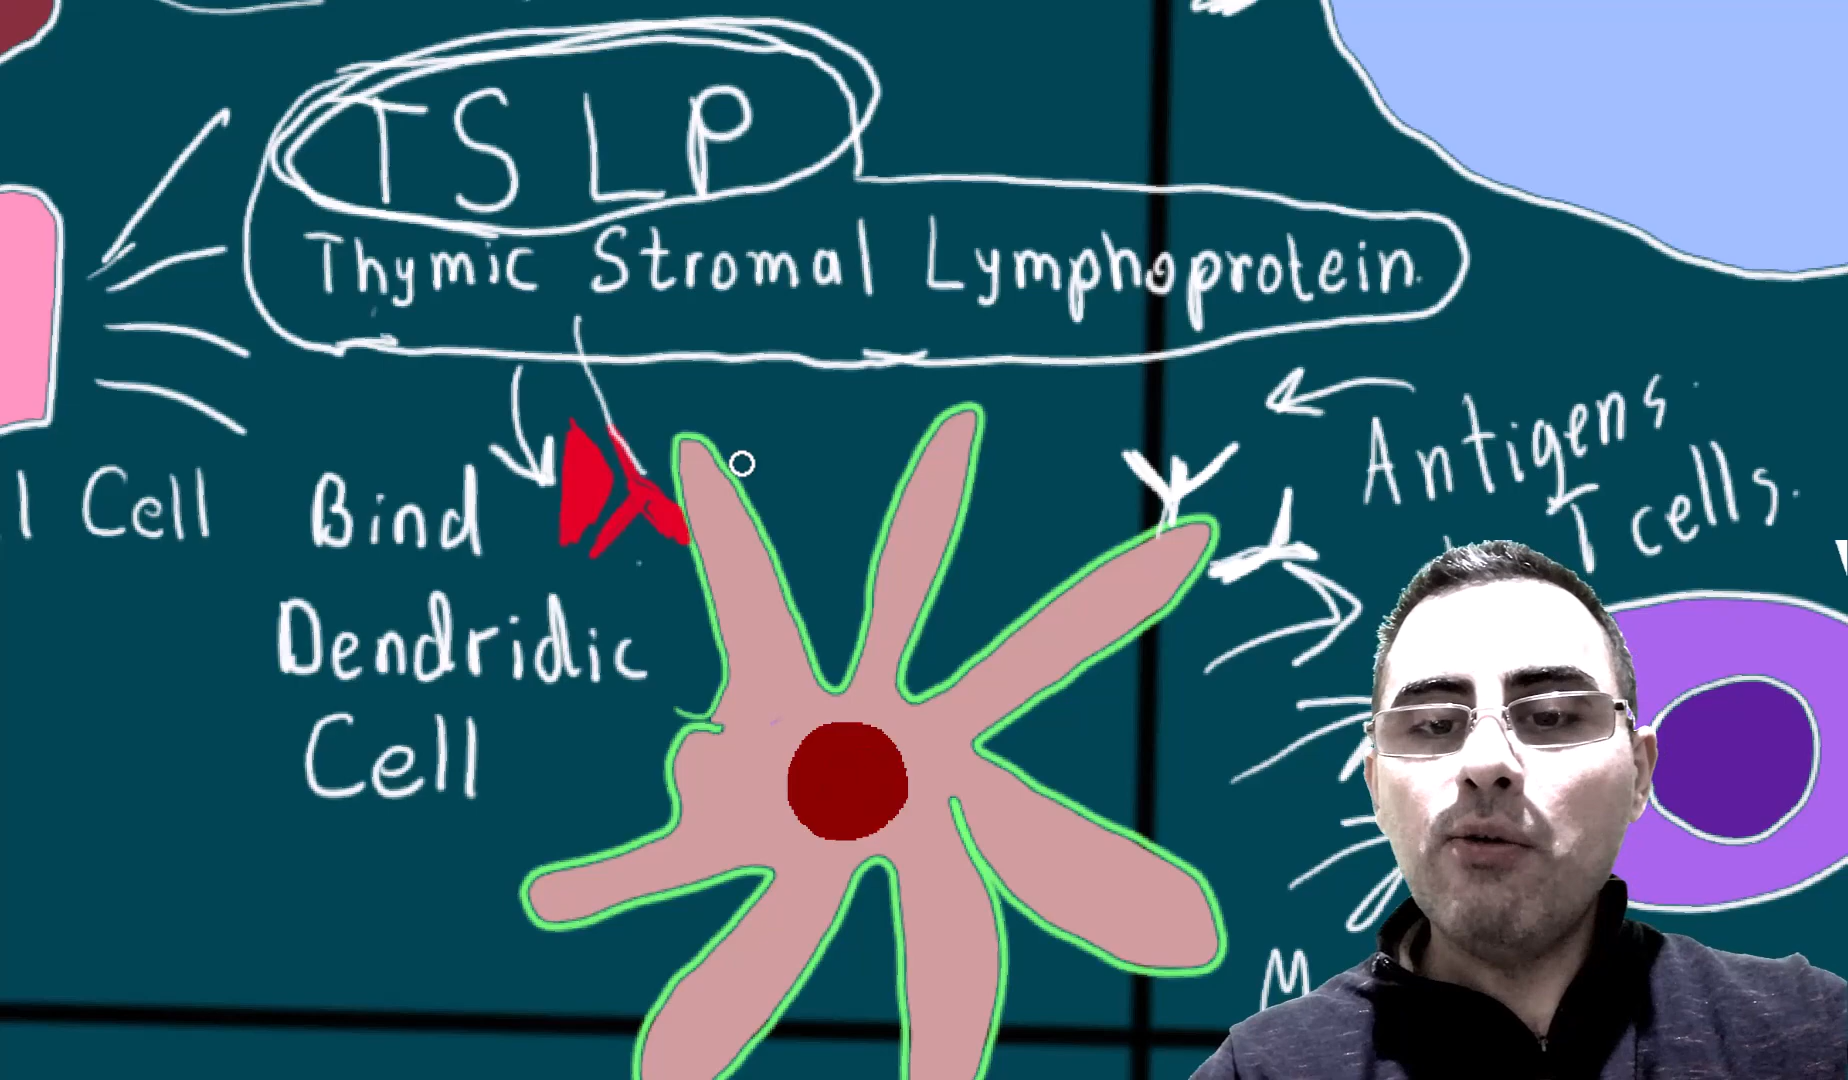 TSLP
Thymic Stromal Lymphoprotein.
Antigens.
T cells.
l Cell
Bind
Dendridic
Cell
M